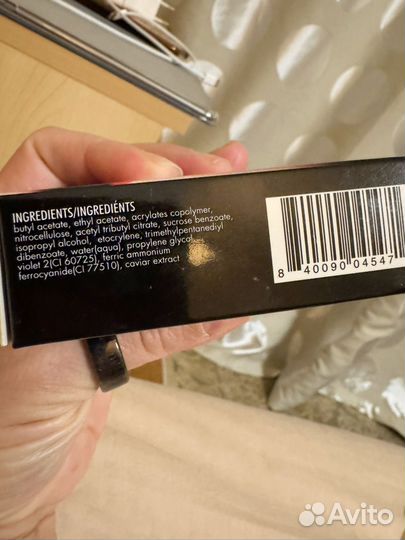 INGREDIENTS/INGREDIÉNTS
butyl acetate, ethyl acetate, acrylates copolymer,
nitrocellulose, acetyl tributyl citrate, sucrose benzoate,
isopropyl alcohol, etocrylene, trimethylpentanediyl
dibenzoate, water(aqua), propylene glycol,
violet 2(CI 60725), ferric ammonium
ferrocyanide(CI 77510), caviar extract
8 40090 04547
Avito